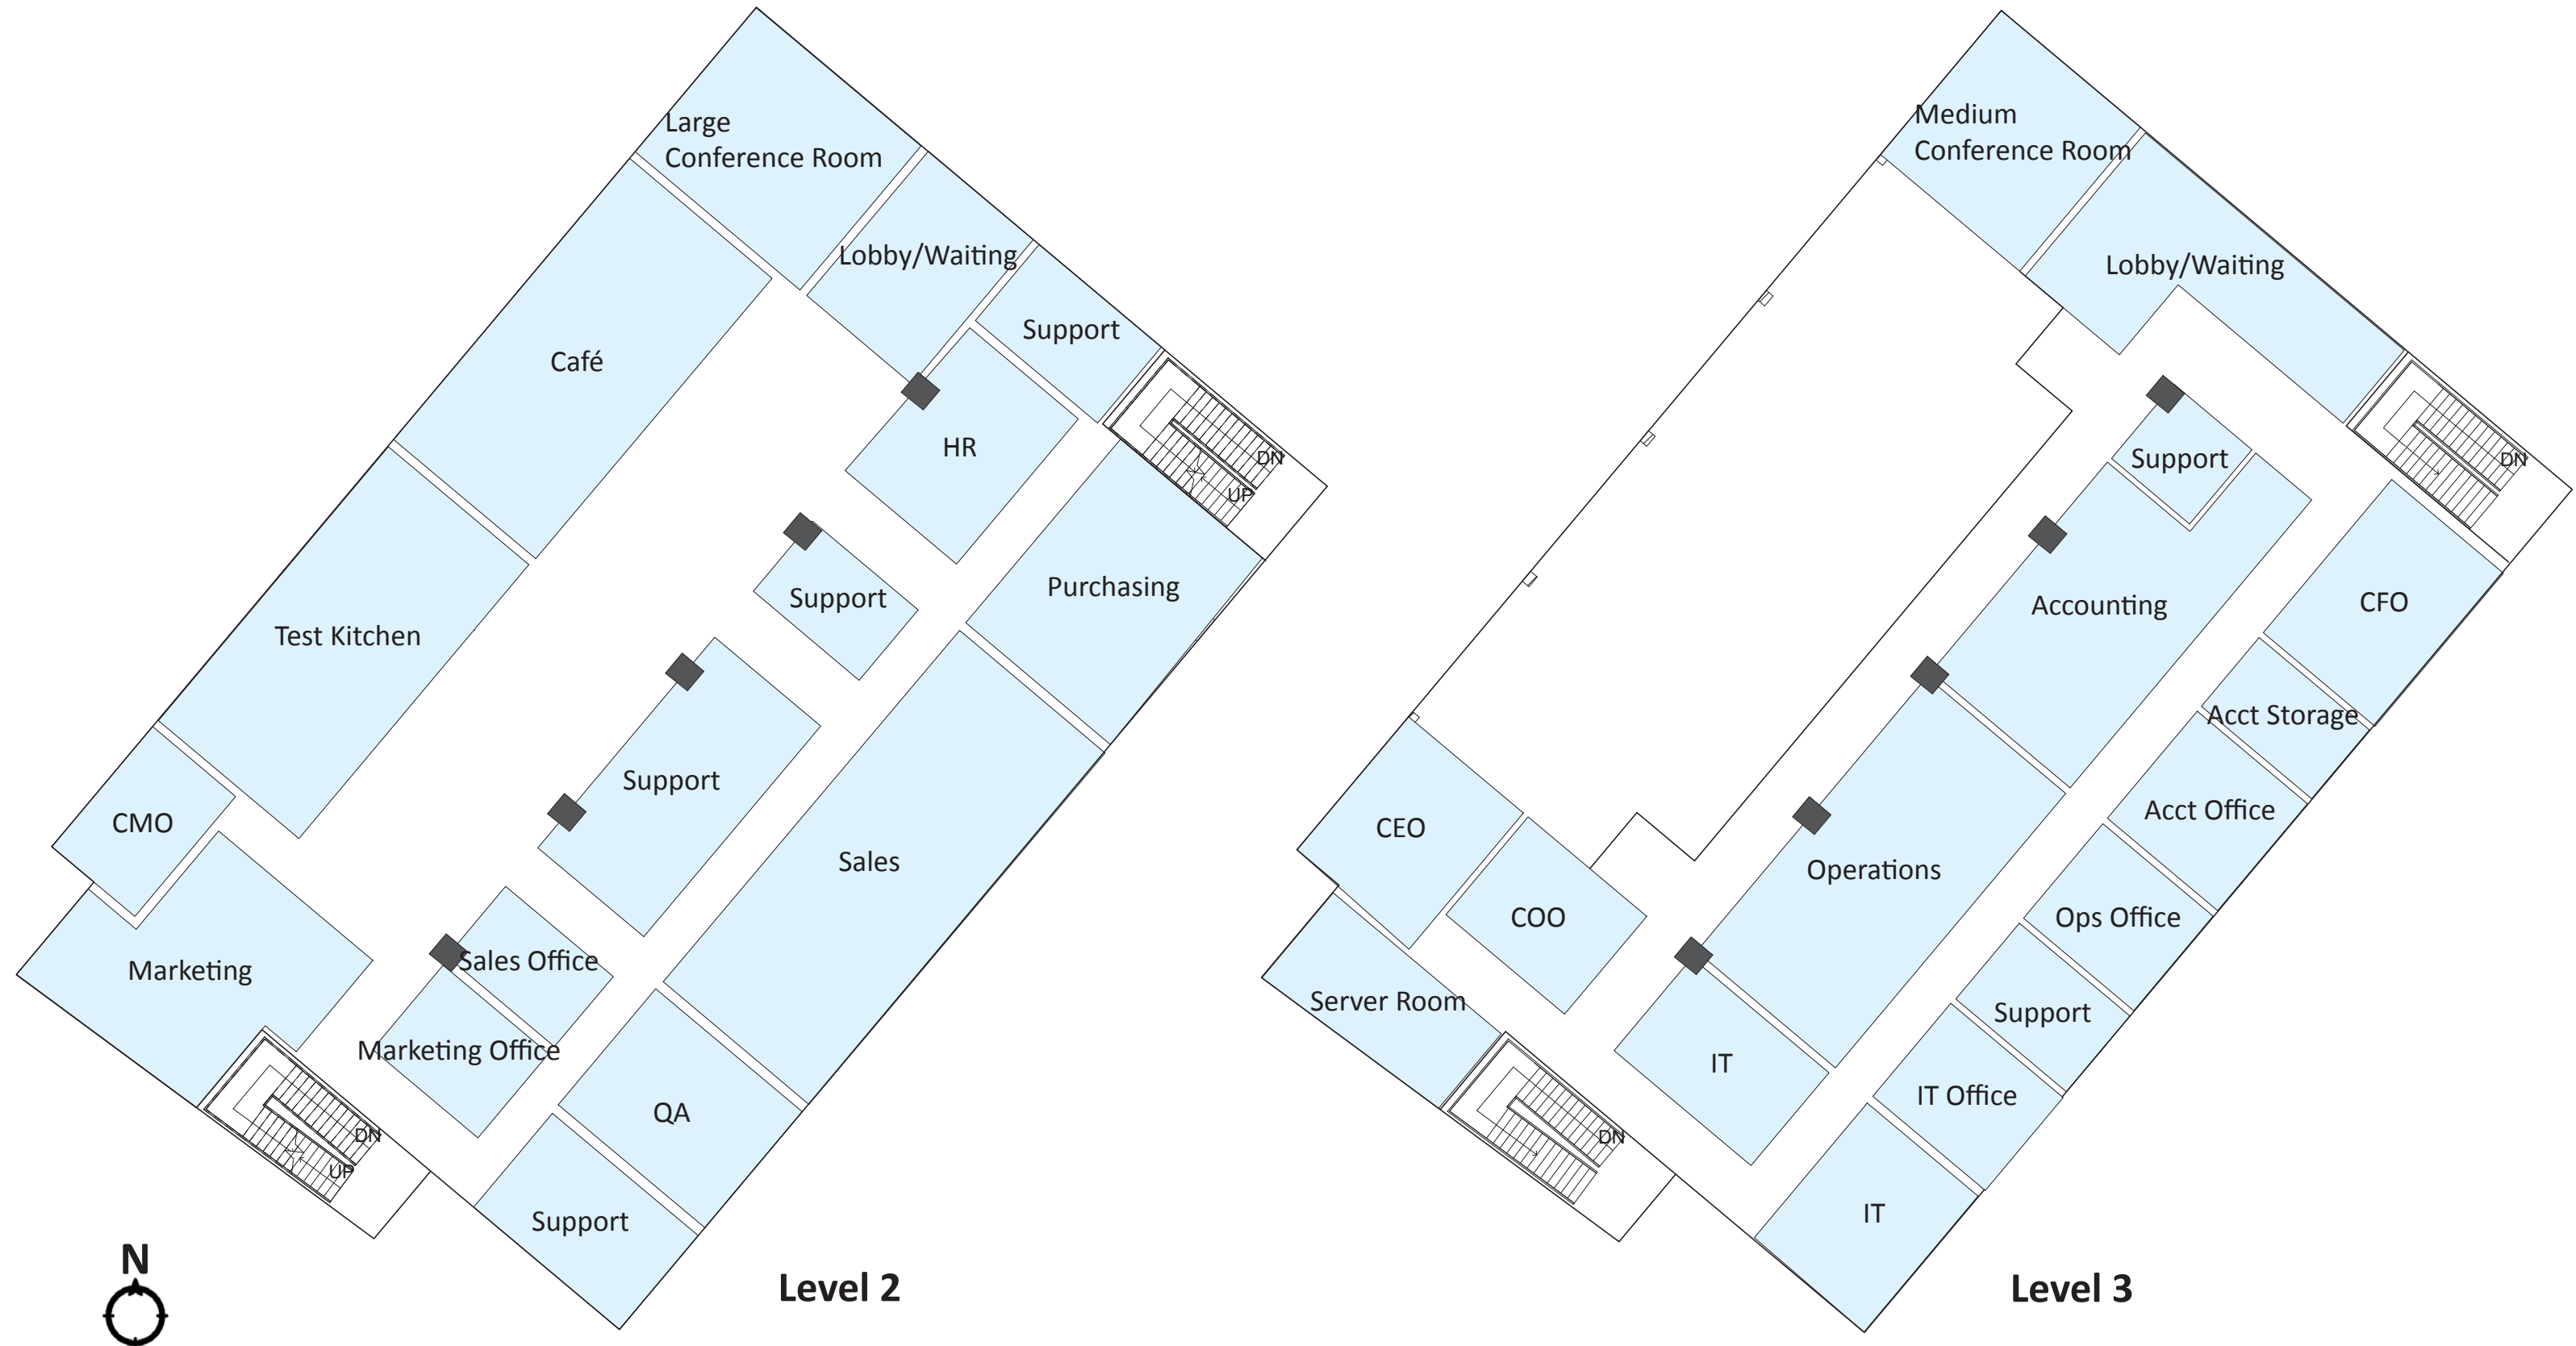 Large
Conference Room
Lobby/Waiting
Support
Café
HR
DN
UP
Purchasing
Support
Test Kitchen
Support
CMO
Sales
Marketing
Sales Office
Marketing Office
QA
DN
UP
Support
N
Level 2
Medium
Conference Room
Lobby/Waiting
Support
DN
Accounting
CFO
Acct Storage
Acct Office
CEO
Operations
COO
Ops Office
Server Room
Support
IT
IT Office
DN
IT
Level 3